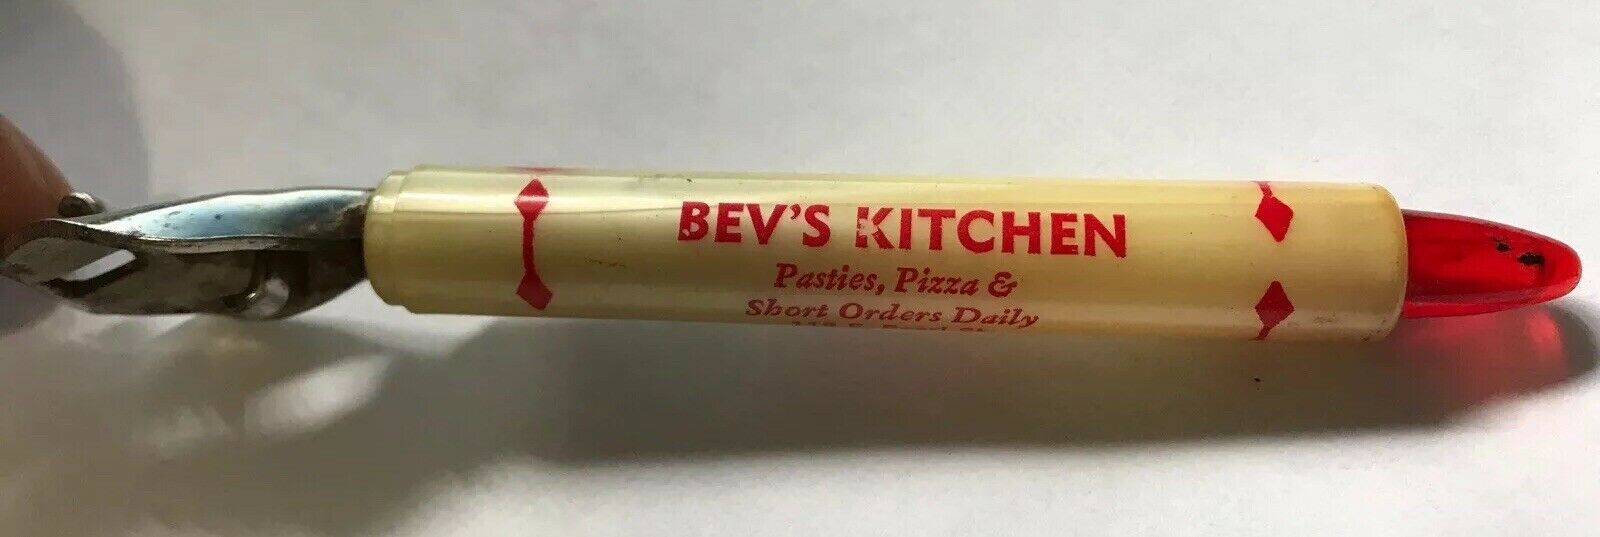 BEV'S KITCHEN
Pasties, Pizza &
Short Orders Daily